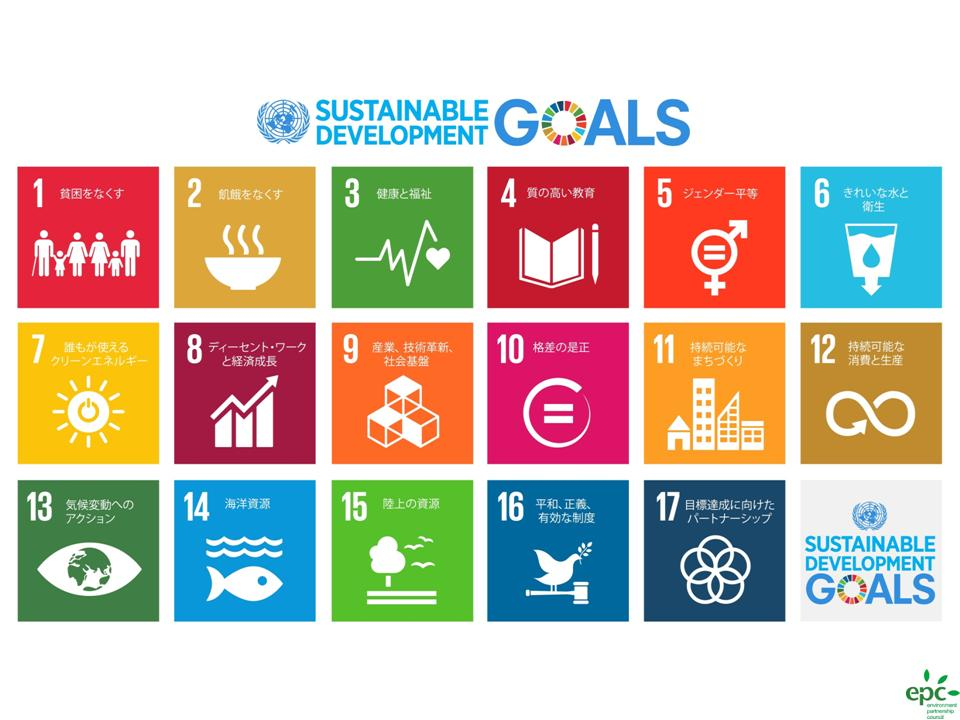 SUSTAINABLE
DEVELOPMENT
GOALS
1 貧困をなくす
2 飢餓をなくす
3 健康と福祉
4 質の高い教育
5 ジェンダー平等
6 きれいな水と
衛生
7 誰もが使える
クリーンエネルギー
8 ディーセント・ワーク
と経済成長
9 産業、技術革新、
社会基盤
10 格差の是正
11 持続可能な
まちづくり
12 持続可能な
消費と生産
13 気候変動への
アクション
14 海洋資源
15 陸上の資源
16 平和、正義、
有効な制度
17 目標達成に向けた
パートナーシップ
SUSTAINABLE
DEVELOPMENT
GOALS
epc
environment
partnership
council